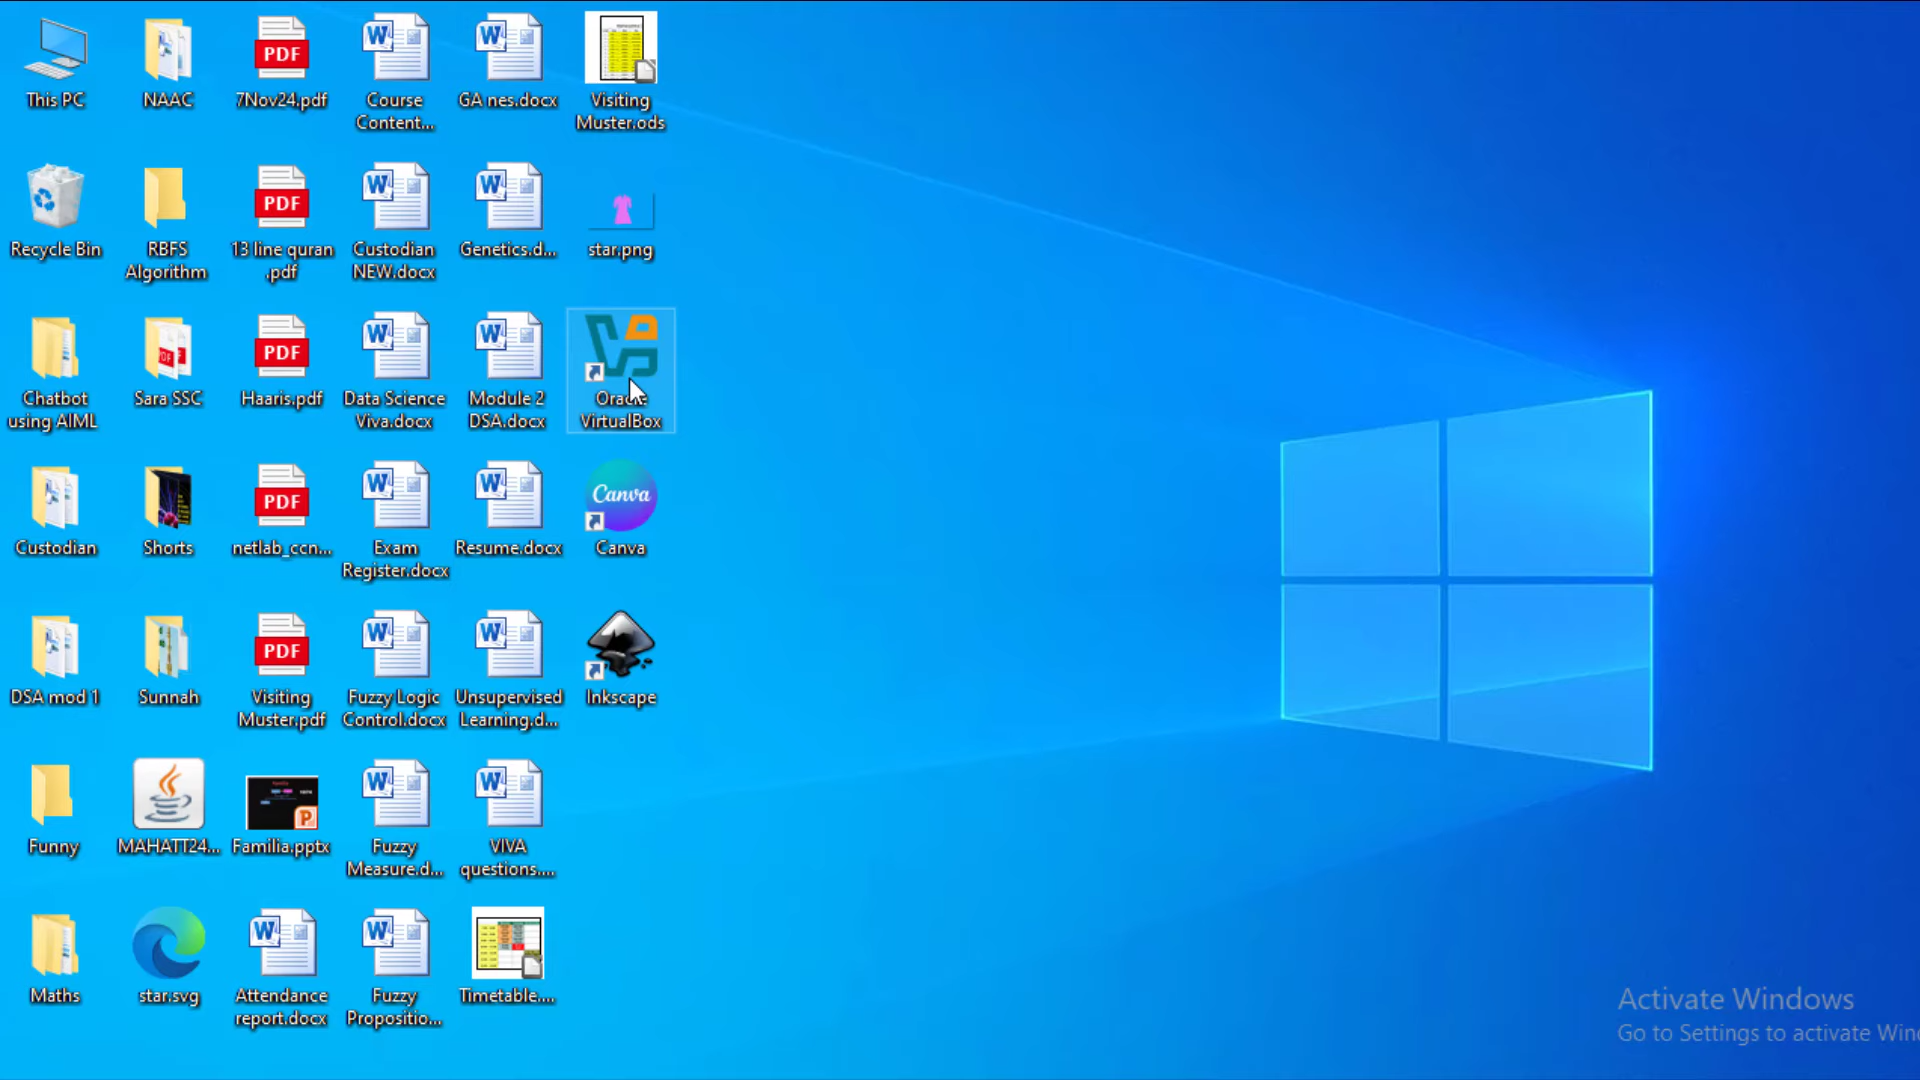 This PC
NAAC
PDF
7Nov24.pdf
Course
Content...
GA nes.docx
Visiting
Muster.ods
Recycle Bin
RBFS
Algorithm
PDF
13 line quran
.pdf
Custodian
NEW.docx
Genetics.d...
star.png
Chatbot
using AIML
Sara SSC
PDF
Haaris.pdf
Data Science
Viva.docx
Module 2
DSA.docx
Oracle
VirtualBox
Custodian
Shorts
PDF
netlab_ccn...
Exam
Register.docx
Resume.docx
Canva
Canva
DSA mod 1
Sunnah
PDF
Visiting
Muster.pdf
Fuzzy Logic
Control.docx
Unsupervised
Learning.d...
Inkscape
Funny
MAHATT24...
Familia.pptx
Fuzzy
Measure.d...
VIVA
questions....
Maths
star.svg
Attendance
report.docx
Fuzzy
Propositio...
Timetable....
Activate Windows
Go to Settings to activate Win